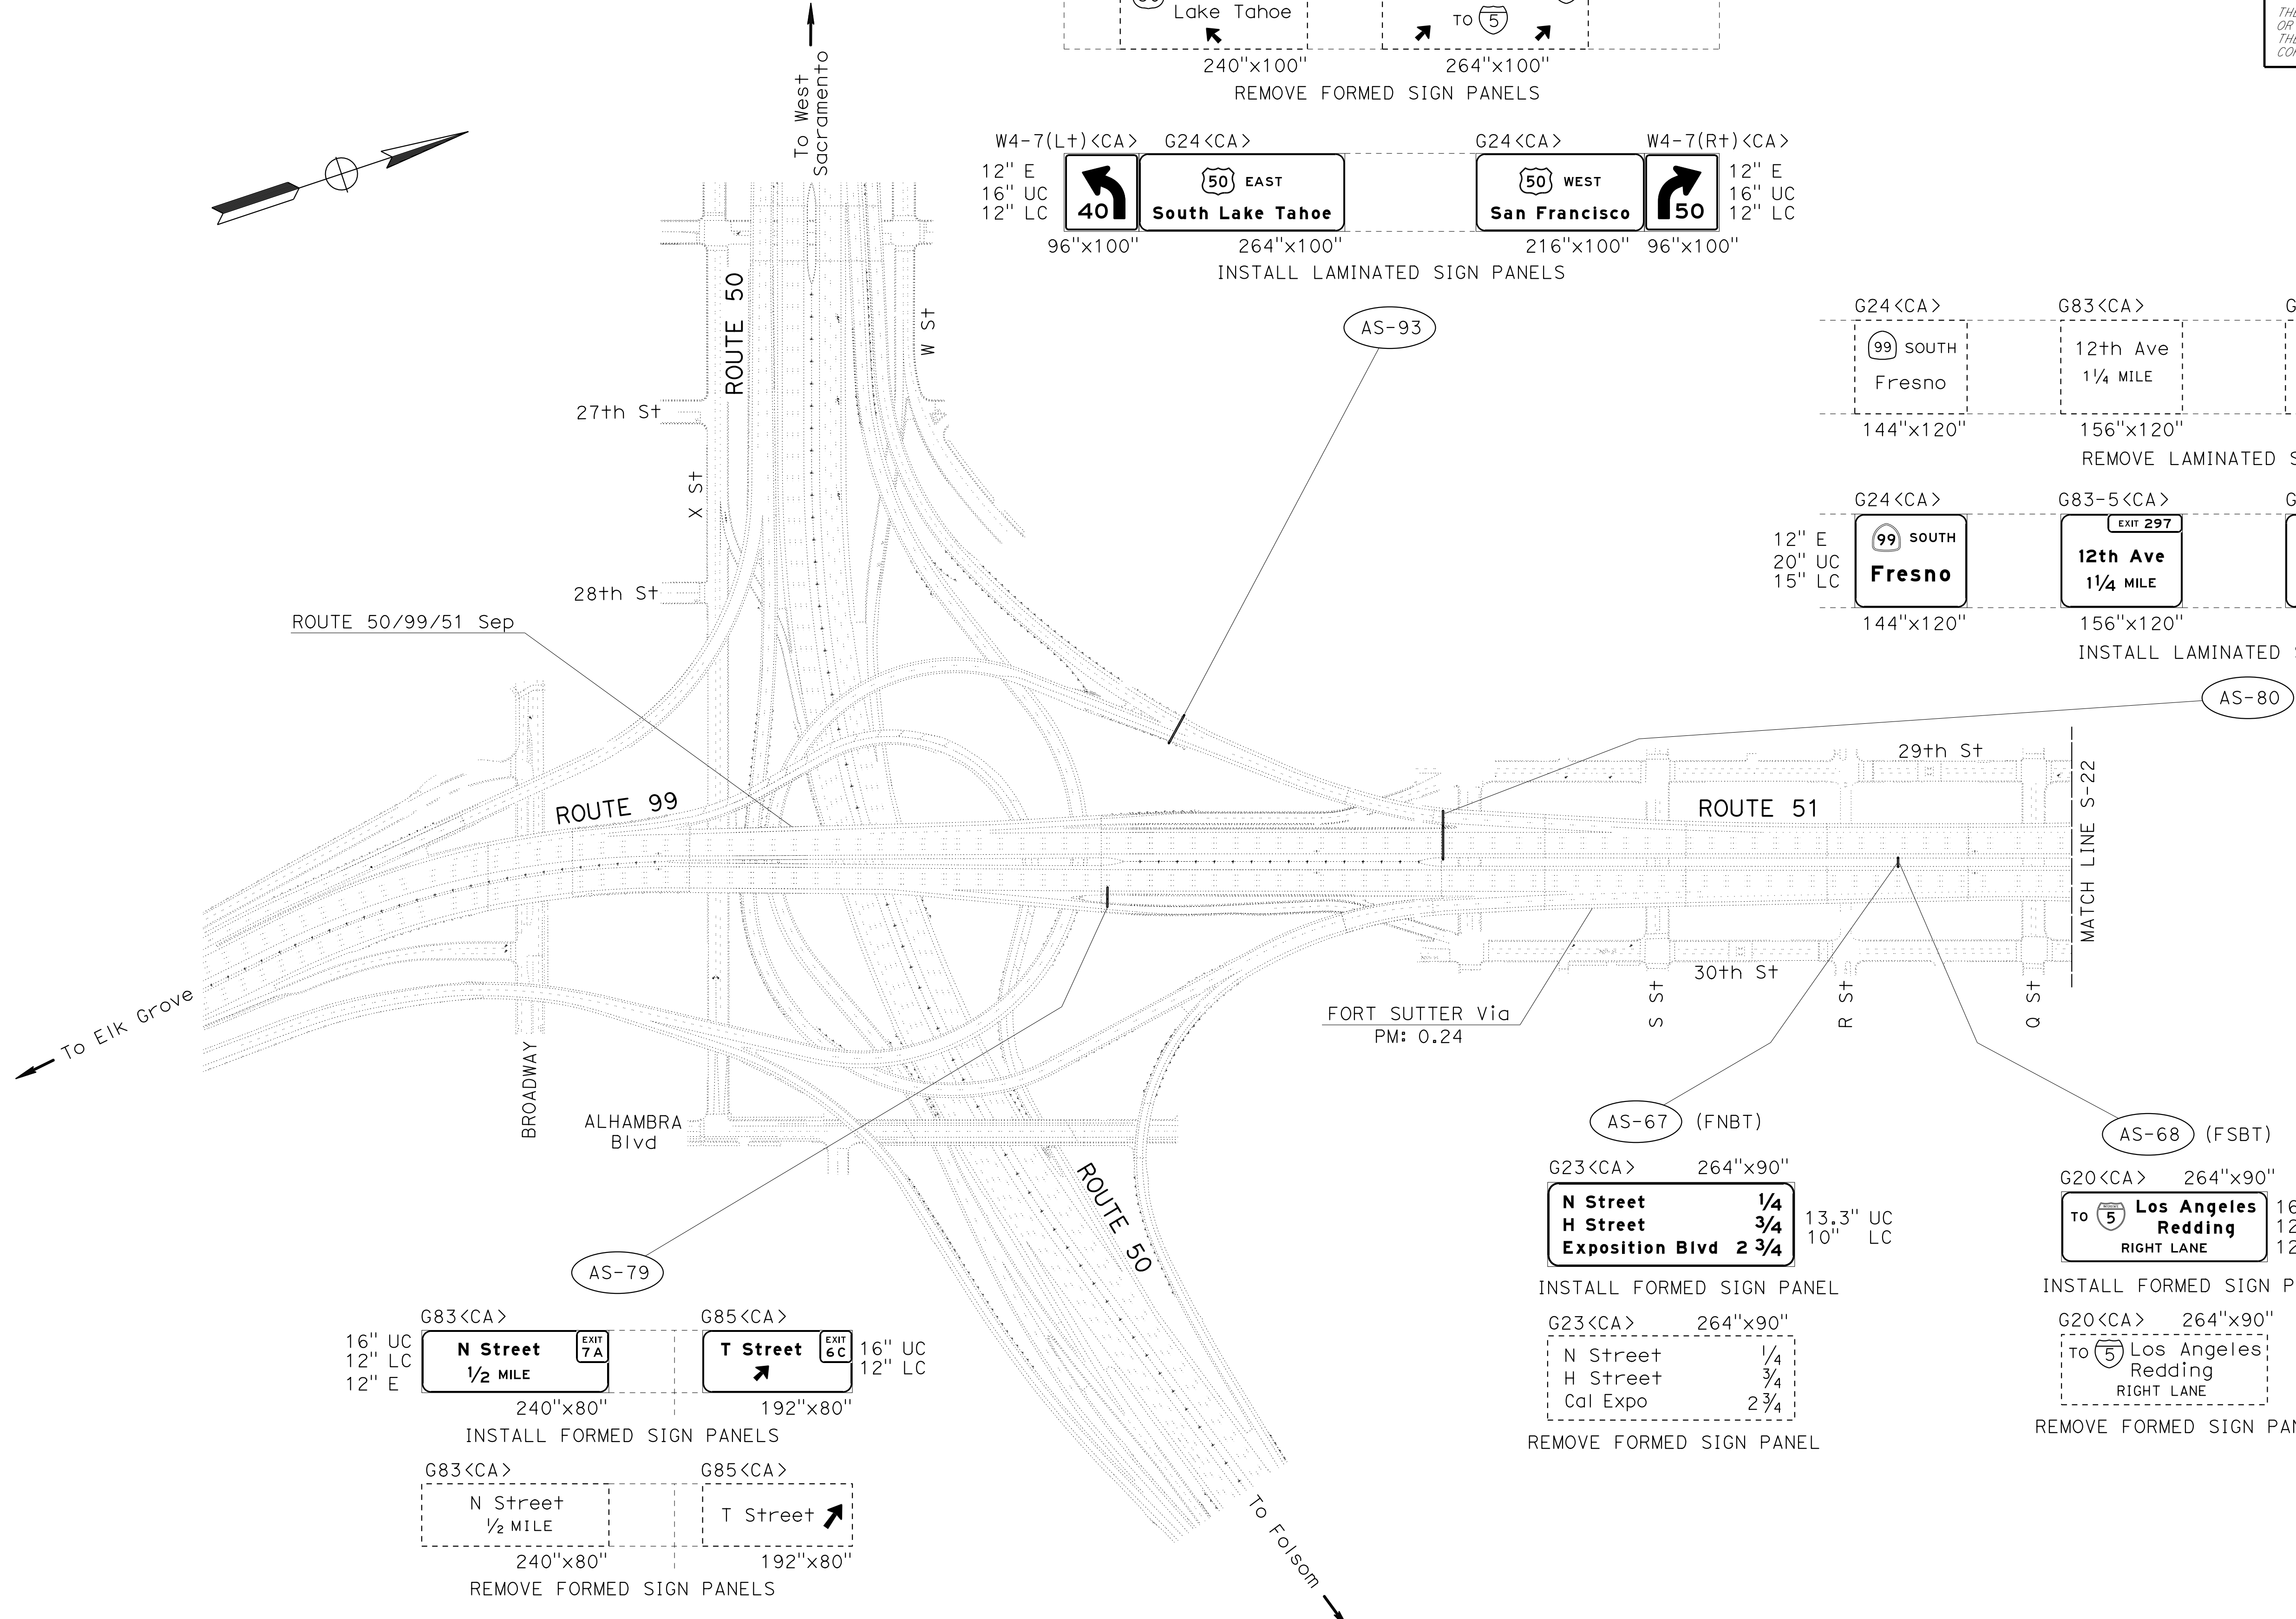 Lake Tahoe
TO 5
240"x100"
264"x100"
REMOVE FORMED SIGN PANELS
THE
OR
THE
To West
Sacramento
W4-7(Lt)<CA>
G24<CA>
G24<CA>
W4-7(Rt)<CA>
12" E
16" UC
12" LC
40
50 EAST
South Lake Tahoe
50 WEST
San Francisco
50
12" E
16" UC
12" LC
96"x100"
264"x100"
216"x100"
96"x100"
INSTALL LAMINATED SIGN PANELS
AS-93
ROUTE 50
W St
27th St
X St
28th St
G24<CA>
G83<CA>
G
99 SOUTH
Fresno
12th Ave
1 1/4 MILE
144"x120"
156"x120"
REMOVE LAMINATED S
G24<CA>
G83-5<CA>
G
12" E
20" UC
15" LC
99 SOUTH
Fresno
EXIT 297
12th Ave
1 1/4 MILE
144"x120"
156"x120"
INSTALL LAMINATED
ROUTE 50/99/51 Sep
AS-80
29th St
ROUTE 99
ROUTE 51
MATCH LINE S-22
30th St
S St
R St
Q St
FORT SUTTER Via
PM: 0.24
To Elk Grove
BROADWAY
ALHAMBRA
Blvd
ROUTE 50
To Folsom
AS-67 (FNBT)
G23<CA> 264"x90"
N Street 1/4
H Street 3/4
Exposition Blvd 2 3/4
13.3" UC
10" LC
INSTALL FORMED SIGN PANEL
G23<CA> 264"x90"
N Street 1/4
H Street 3/4
Cal Expo 2 3/4
REMOVE FORMED SIGN PANEL
AS-68 (FSBT)
G20<CA> 264"x90"
TO 5 Los Angeles
Redding
RIGHT LANE
16
12
12
INSTALL FORMED SIGN P
G20<CA> 264"x90"
TO 5 Los Angeles
Redding
RIGHT LANE
REMOVE FORMED SIGN PAN
AS-79
G83<CA>
G85<CA>
16" UC
12" LC
12" E
N Street
1/2 MILE
EXIT
7A
T Street
EXIT
6C
16" UC
12" LC
240"x80"
192"x80"
INSTALL FORMED SIGN PANELS
G83<CA>
G85<CA>
N Street
1/2 MILE
T Street
240"x80"
192"x80"
REMOVE FORMED SIGN PANELS